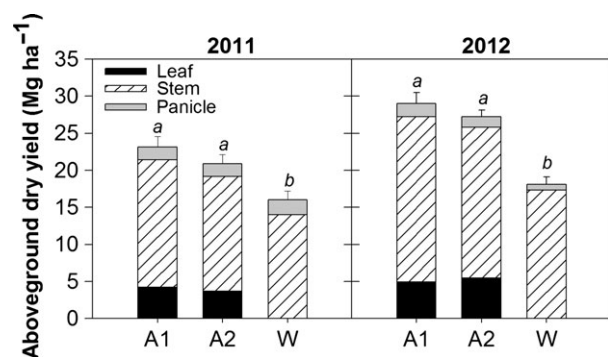 2011 2012
Aboveground dry yield (Mg ha⁻¹)
35
30
25
20
15
10
5
0
Leaf
Stem
Panicle
a a b
a a b
A1 A2 W A1 A2 W